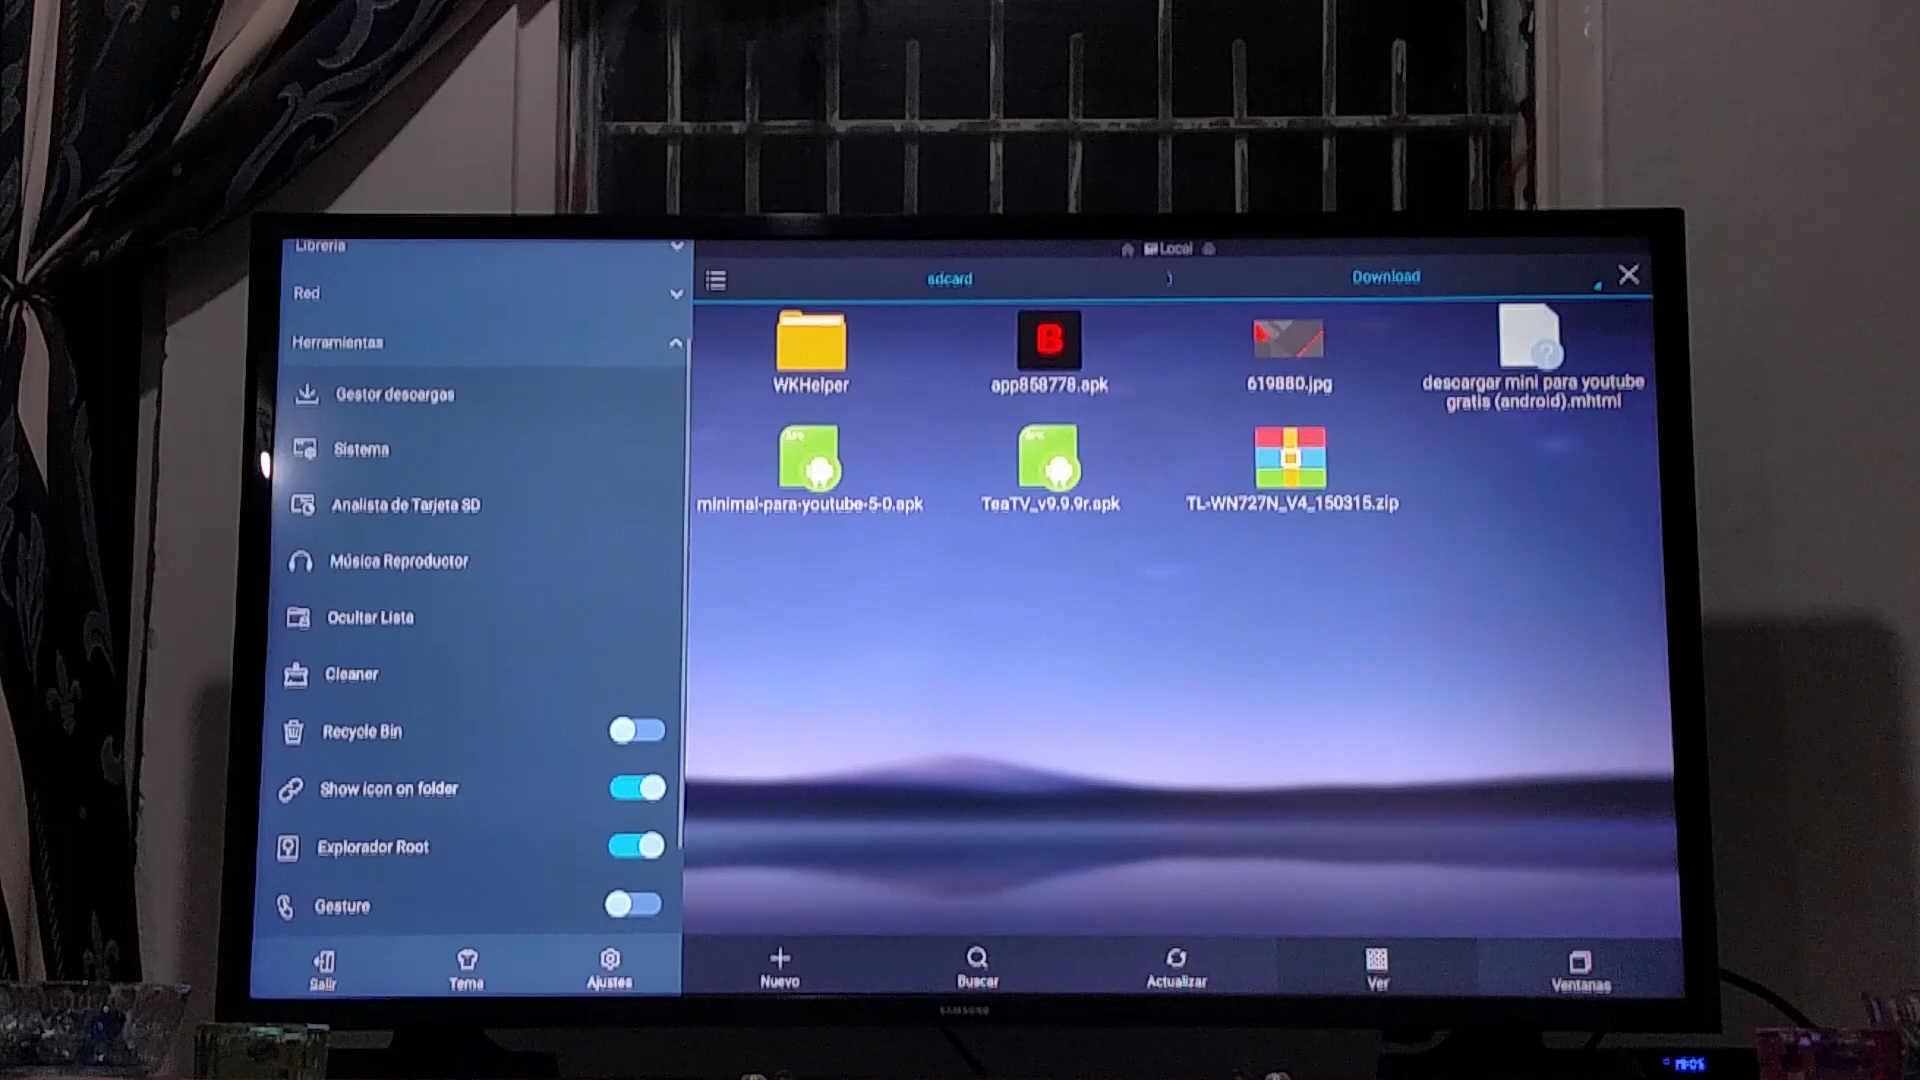 Librería
Red
Herramientas
Gestor descargas
Sistema
Analista de Tarjeta SD
Música Reproductor
Ocultar Lista
Cleaner
Recycle Bin
Show icon on folder
Explorador Root
Gesture
Salir
Tema
Ajustes
Local
sdcard
Download
WKHelper
B
app858778.apk
619880.jpg
descargar mini para youtube
gratis (android).mhtml
APK
minimal-para-youtube-5-0.apk
APK
TeaTV_v9.9.9r.apk
TL-WN727N_V4_150315.zip
Nuevo
Buscar
Actualizar
Ver
Ventanas
SAMSUNG